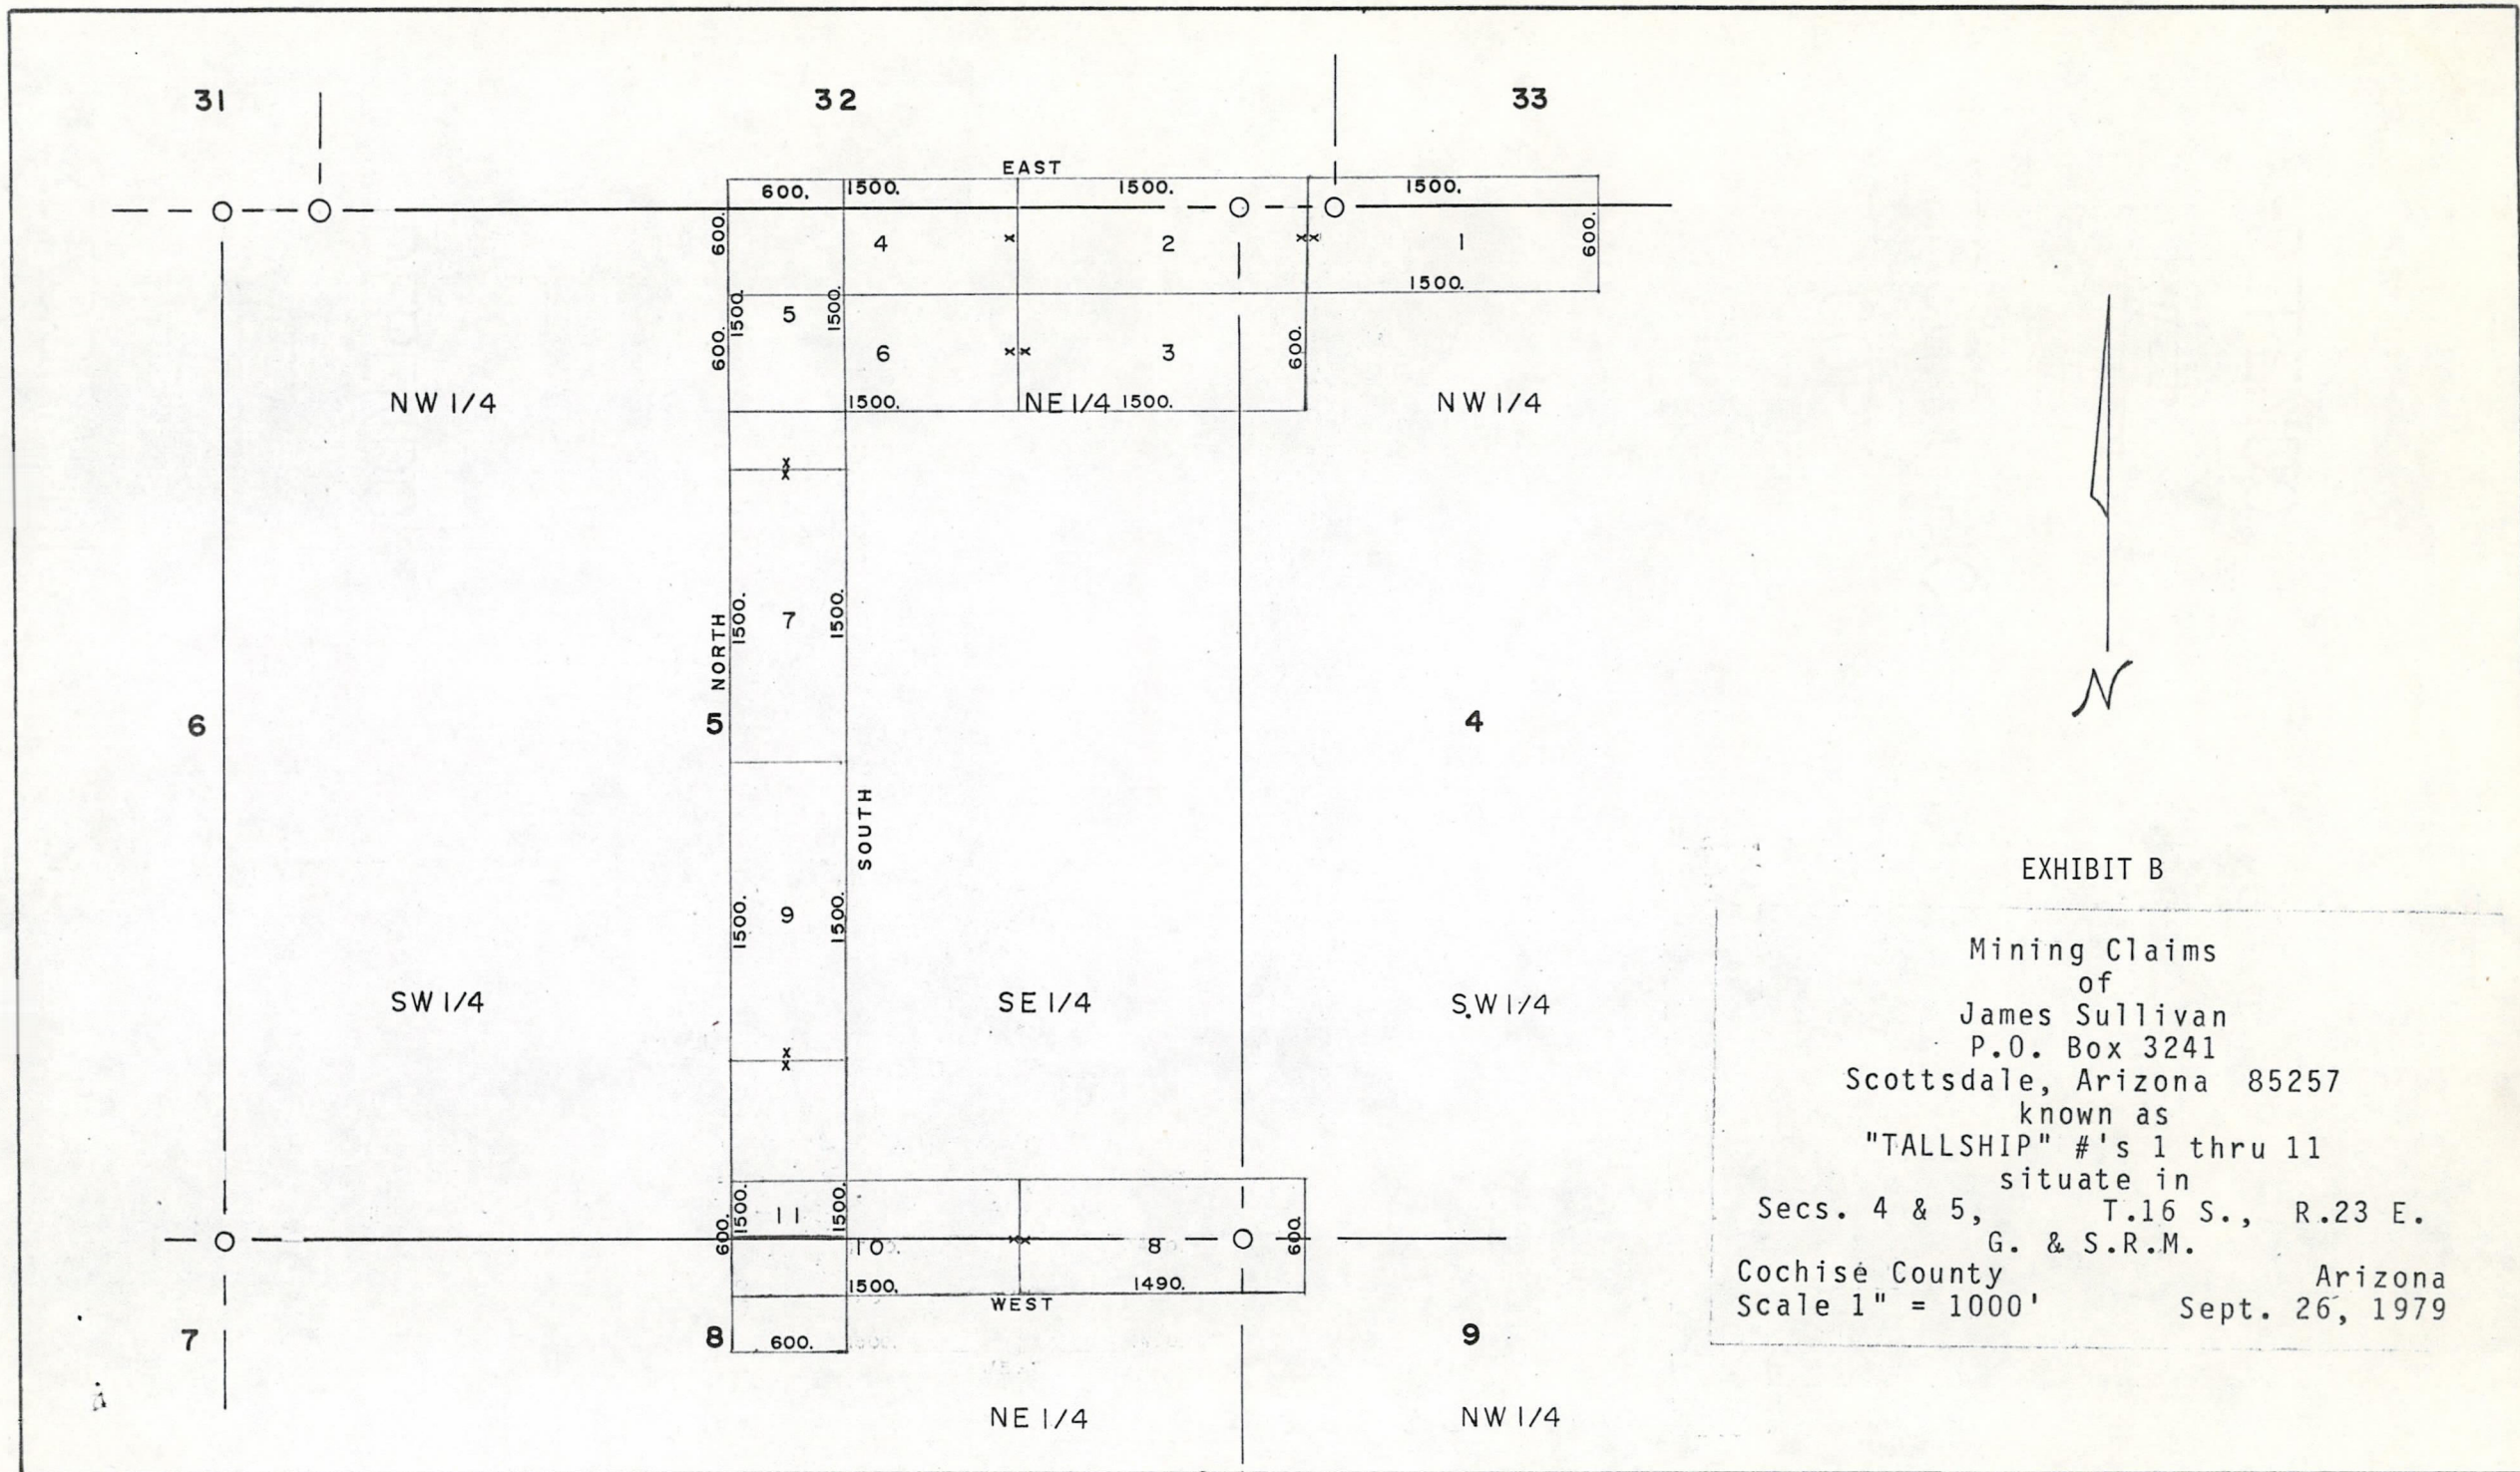 31 32 33
EAST
600. 1500. 1500. 1500.
600. 4 2 1 600.
1500.
1500. 5 1500.
600. 6 3 600.
NW 1/4 1500. NE 1/4 1500. NW 1/4
1500. 7 1500.
NORTH
N
6 5 4
SOUTH
EXHIBIT B
1500. 9 1500.
Mining Claims
of
SW 1/4 SE 1/4 SW 1/4
James Sullivan
P.O. Box 3241
Scottsdale, Arizona 85257
known as
"TALLSHIP" #'s 1 thru 11
situate in
Secs. 4 & 5, T.16 S., R.23 E.
G. & S.R.M.
Cochise County Arizona
Scale 1" = 1000' Sept. 26, 1979
1500. 11 1500.
600. 10 8 600.
1500. 1490.
WEST
7 8 600. 9
NE 1/4 NW 1/4